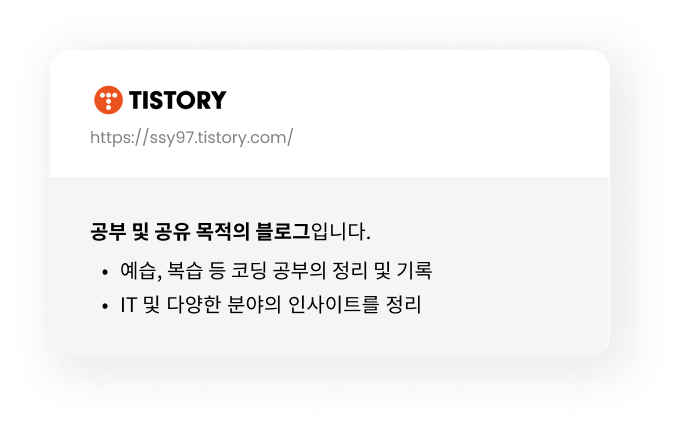 TISTORY
https://ssy97.tistory.com/
공부 및 공유 목적의 블로그입니다.
• 예습, 복습 등 코딩 공부의 정리 및 기록
• IT 및 다양한 분야의 인사이트를 정리